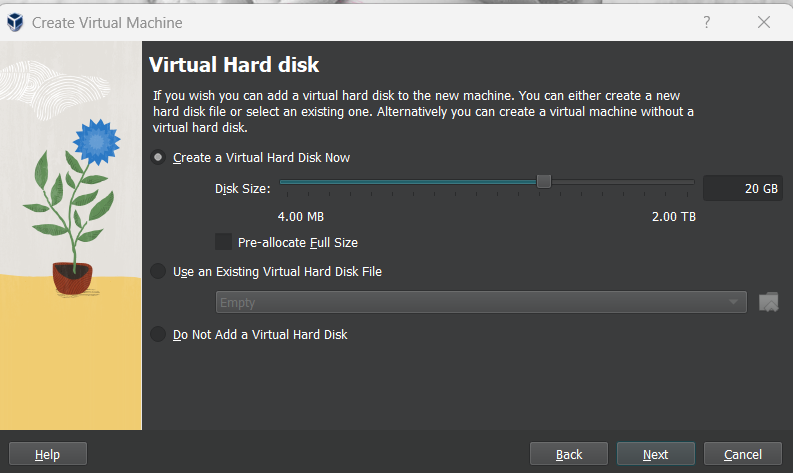 Create Virtual Machine
?
Virtual Hard disk
If you wish you can add a virtual hard disk to the new machine. You can either create a new
hard disk file or select an existing one. Alternatively you can create a virtual machine without a
virtual hard disk.
Create a Virtual Hard Disk Now
Disk Size:
20 GB
4.00 MB
2.00 TB
Pre-allocate Full Size
Use an Existing Virtual Hard Disk File
Empty
Do Not Add a Virtual Hard Disk
Help
Back
Next
Cancel